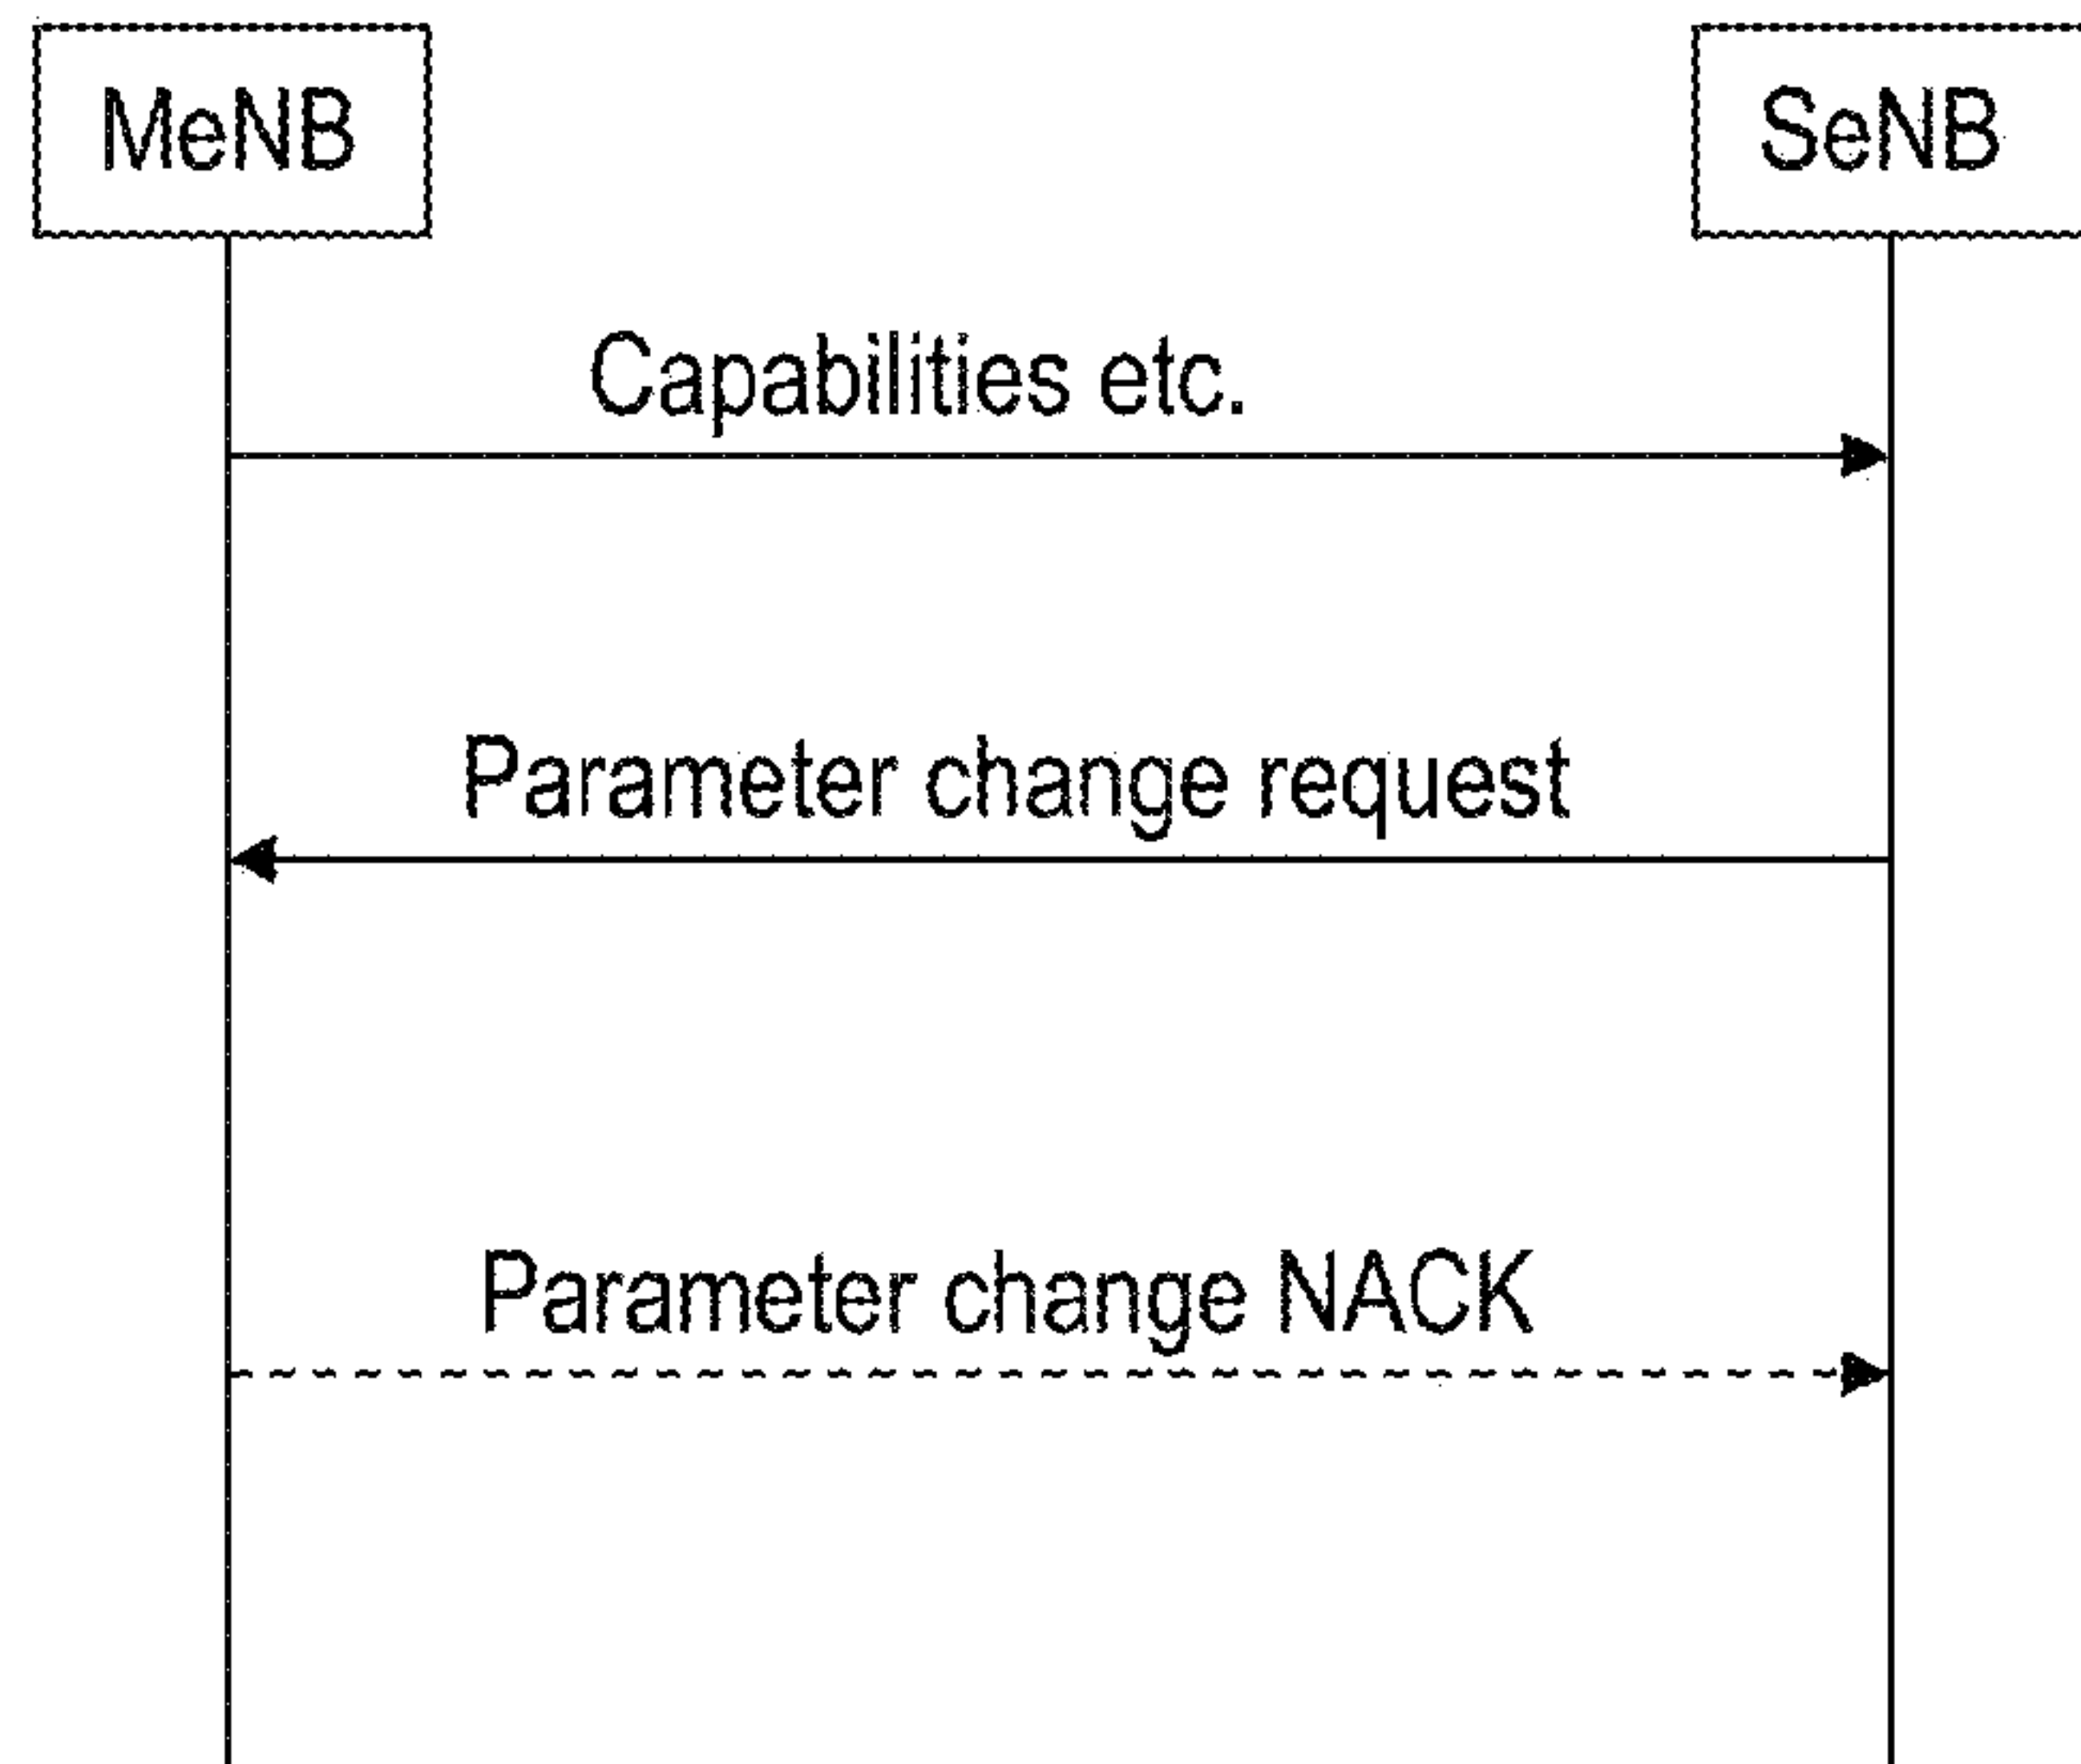 MeNB
SeNB
Capabilities etc.
Parameter change request
Parameter change NACK